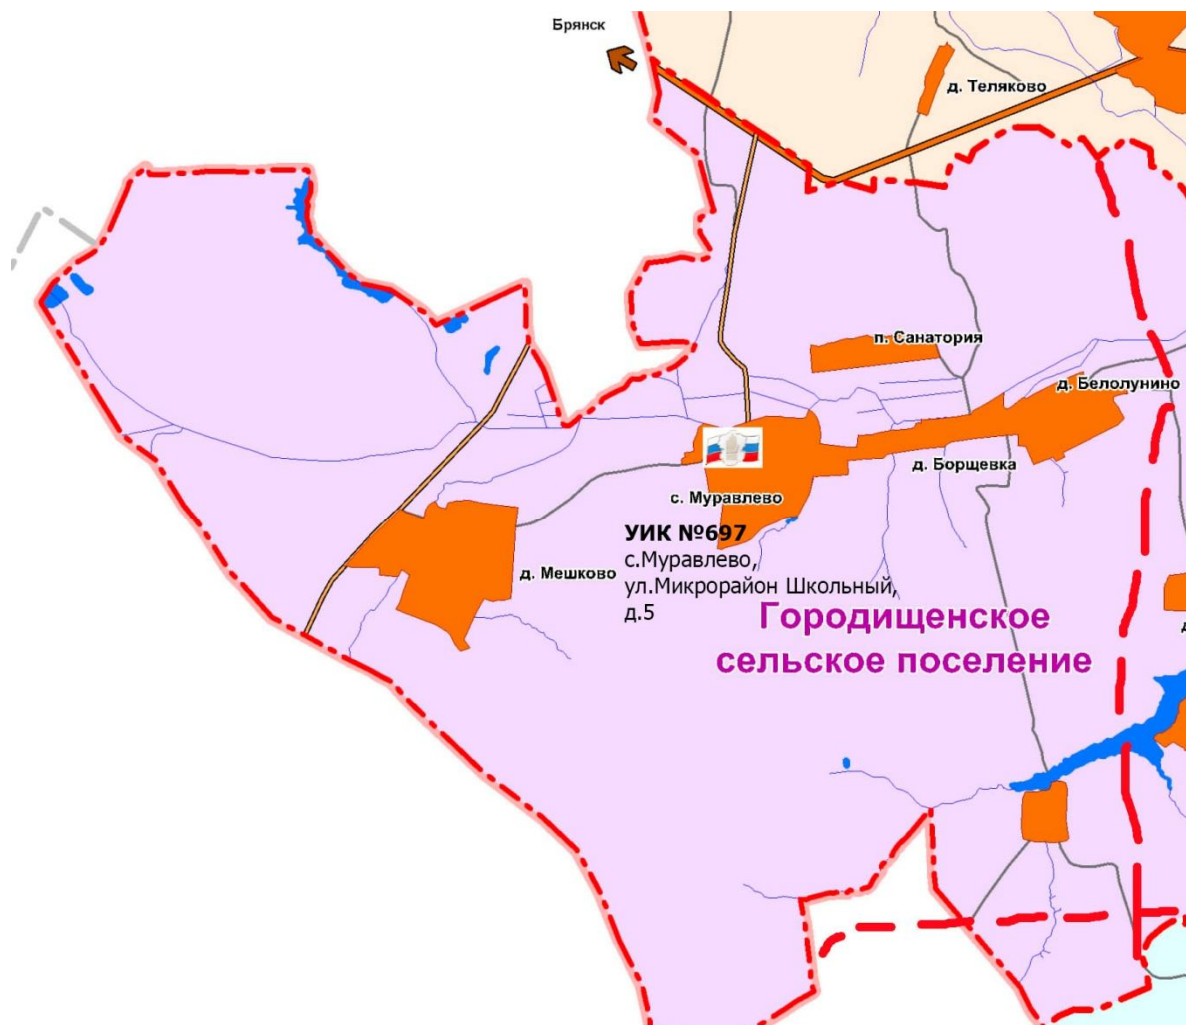 Брянск
д. Теляково
п. Санатория
д. Белолунино
д. Борщевка
с. Муравлево
УИК №697
с.Муравлево,
ул.Микрорайон Школьный,
д.5
д. Мешково
Городищенское
сельское поселение
д